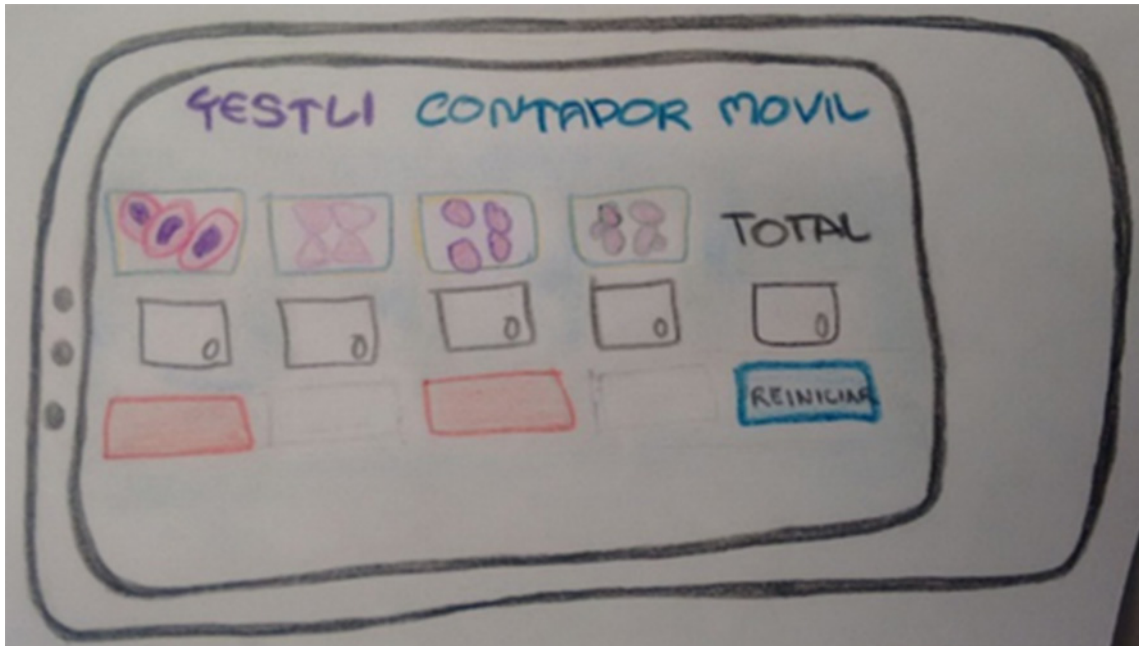 YESTLI CONTADOR MOVIL
TOTAL
0 0 0 0 0
REINICIAR